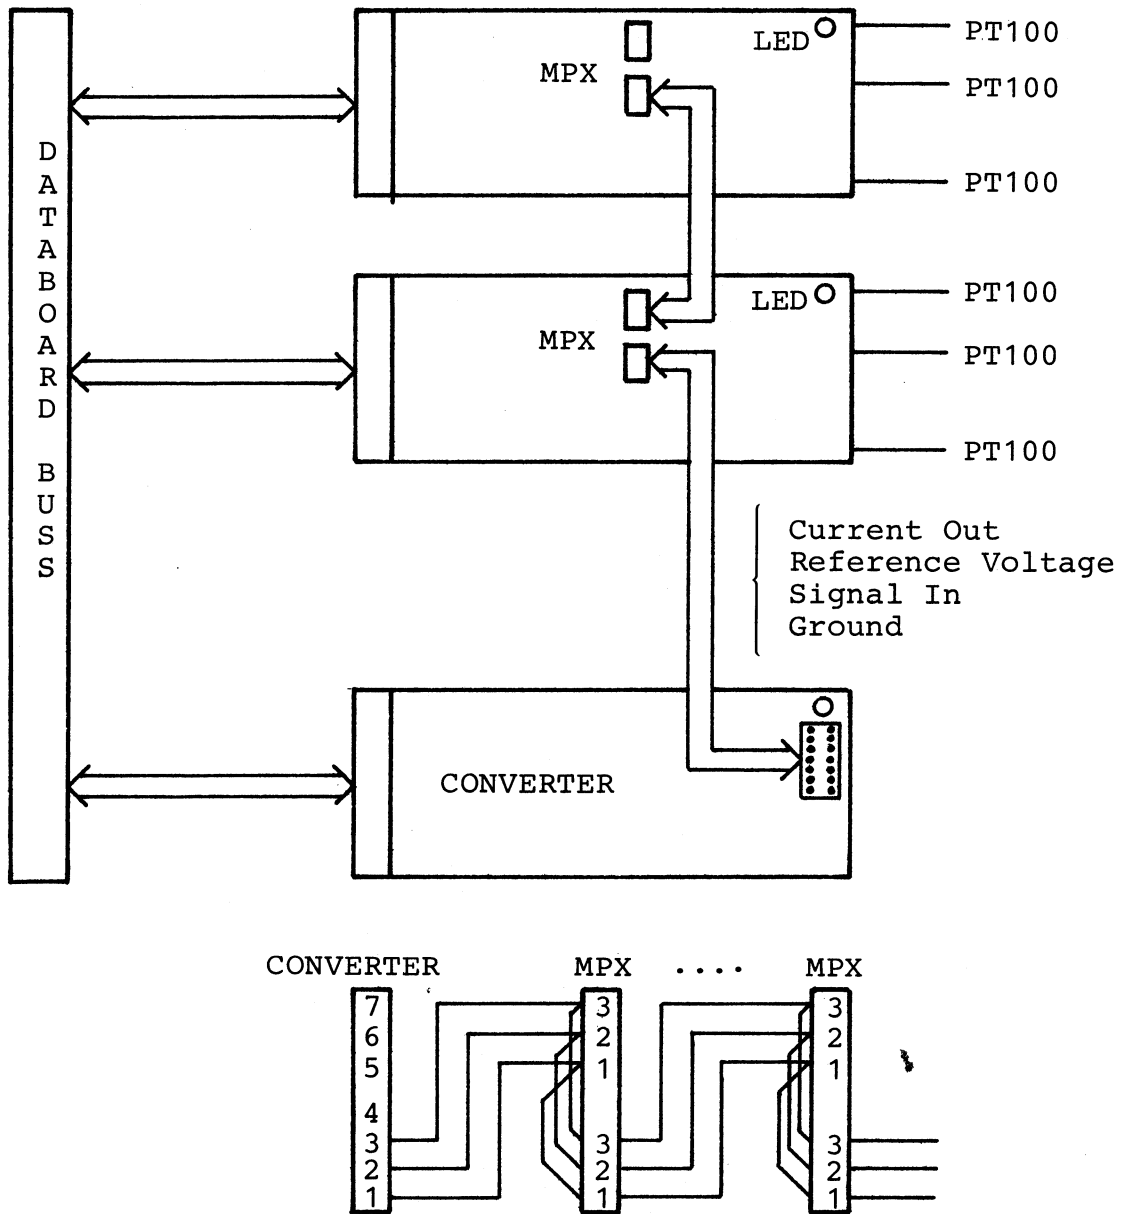 DATABOARD BUSS
LED
MPX
PT100
PT100
PT100
LED
MPX
PT100
PT100
PT100
Current Out
Reference Voltage
Signal In
Ground
CONVERTER
CONVERTER
7
6
5
4
3
2
1
MPX
3
2
1
3
2
1
....
MPX
3
2
1
3
2
1